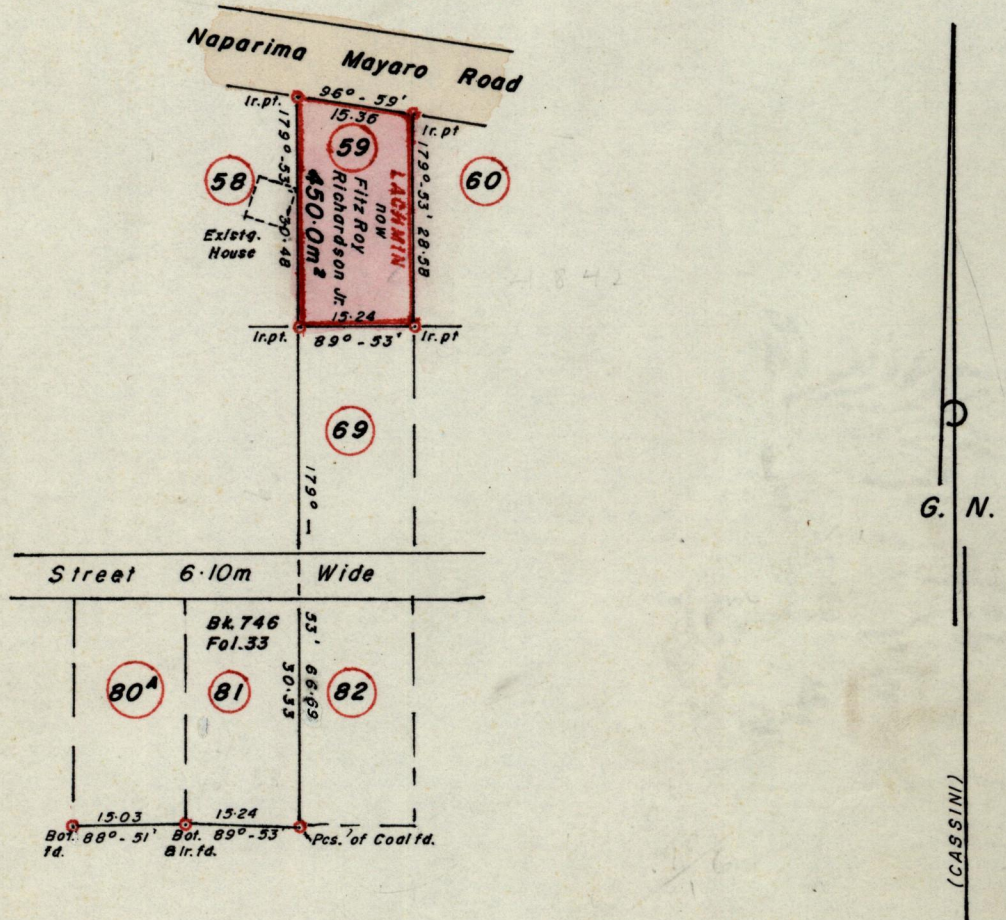 Naparima Mayaro Road
Ir.pt.
96° - 59'
15·36
Ir.pt
59
58
60
179°-53' 30·48
179°-53' 28·58
LACHMIN
now
Fitz Roy
Richardson Jr.
450·0m²
Existg.
House
15·24
Ir.pt.
89° - 53'
Ir.pt
69
179° —
G. N.
Street 6·10m Wide
Bk. 746
Fol. 33
53' 66·69
30·33
80A
81
82
15·03
15·24
Bot.
fd.
88° - 51'
Bot.
& Ir. fd.
89° - 53'
Pcs. of Coal fd.
(CASSINI)